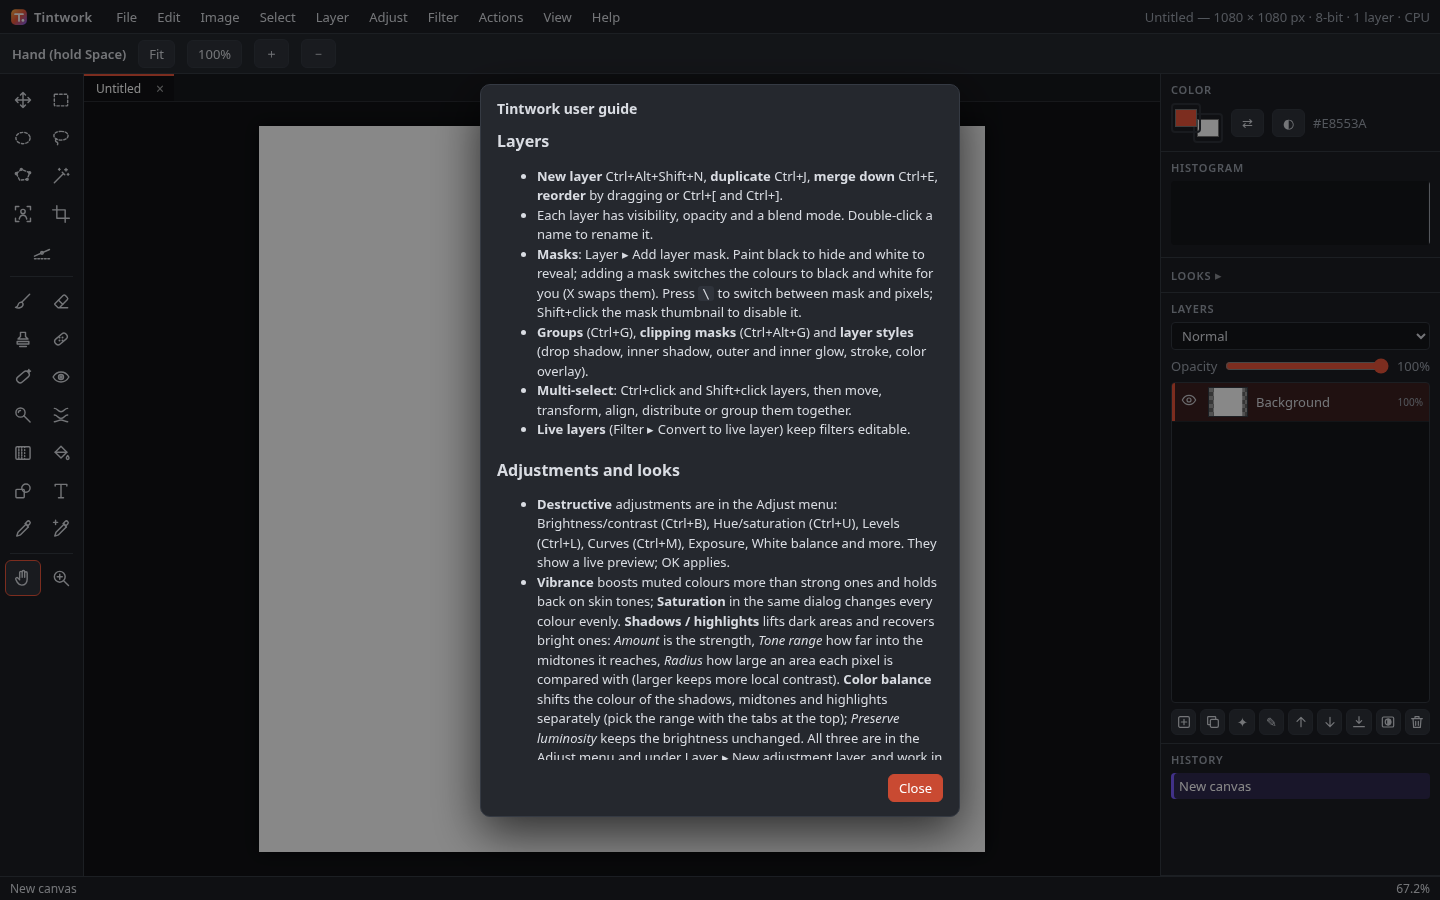 Tintwork File Edit Image Select Layer Adjust Filter Actions View Help Untitled — 1080 × 1080 px · 8-bit · 1 layer · CPU
Hand (hold Space) Fit 100% + −
Untitled ×
COLOR
#E8553A
HISTOGRAM
LOOKS ▸
LAYERS
Normal
Opacity 100%
Background 100%
HISTORY
New canvas
Tintwork user guide
Layers
• New layer Ctrl+Alt+Shift+N, duplicate Ctrl+J, merge down Ctrl+E,
reorder by dragging or Ctrl+[ and Ctrl+].
• Each layer has visibility, opacity and a blend mode. Double-click a
name to rename it.
• Masks: Layer ▸ Add layer mask. Paint black to hide and white to
reveal; adding a mask switches the colours to black and white for
you (X swaps them). Press \ to switch between mask and pixels;
Shift+click the mask thumbnail to disable it.
• Groups (Ctrl+G), clipping masks (Ctrl+Alt+G) and layer styles
(drop shadow, inner shadow, outer and inner glow, stroke, color
overlay).
• Multi-select: Ctrl+click and Shift+click layers, then move,
transform, align, distribute or group them together.
• Live layers (Filter ▸ Convert to live layer) keep filters editable.
Adjustments and looks
• Destructive adjustments are in the Adjust menu:
Brightness/contrast (Ctrl+B), Hue/saturation (Ctrl+U), Levels
(Ctrl+L), Curves (Ctrl+M), Exposure, White balance and more. They
show a live preview; OK applies.
• Vibrance boosts muted colours more than strong ones and holds
back on skin tones; Saturation in the same dialog changes every
colour evenly. Shadows / highlights lifts dark areas and recovers
bright ones: Amount is the strength, Tone range how far into the
midtones it reaches, Radius how large an area each pixel is
compared with (larger keeps more local contrast). Color balance
shifts the colour of the shadows, midtones and highlights
separately (pick the range with the tabs at the top); Preserve
luminosity keeps the brightness unchanged. All three are in the
Adjust menu and under Layer ▸ New adjustment layer, and work in
Close
New canvas 67.2%